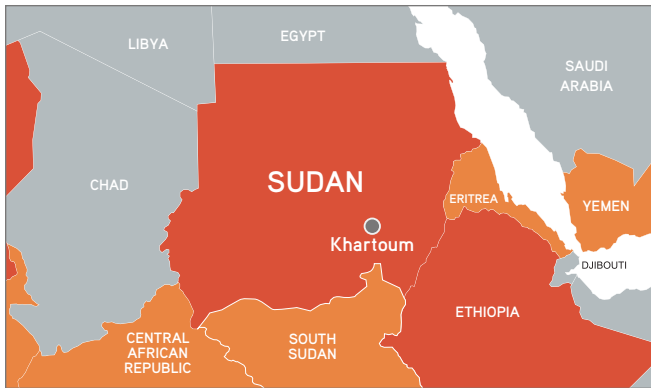 LIBYA
EGYPT
SAUDI
ARABIA
CHAD
SUDAN
ERITREA
YEMEN
Khartoum
DJIBOUTI
ETHIOPIA
CENTRAL
AFRICAN
REPUBLIC
SOUTH
SUDAN